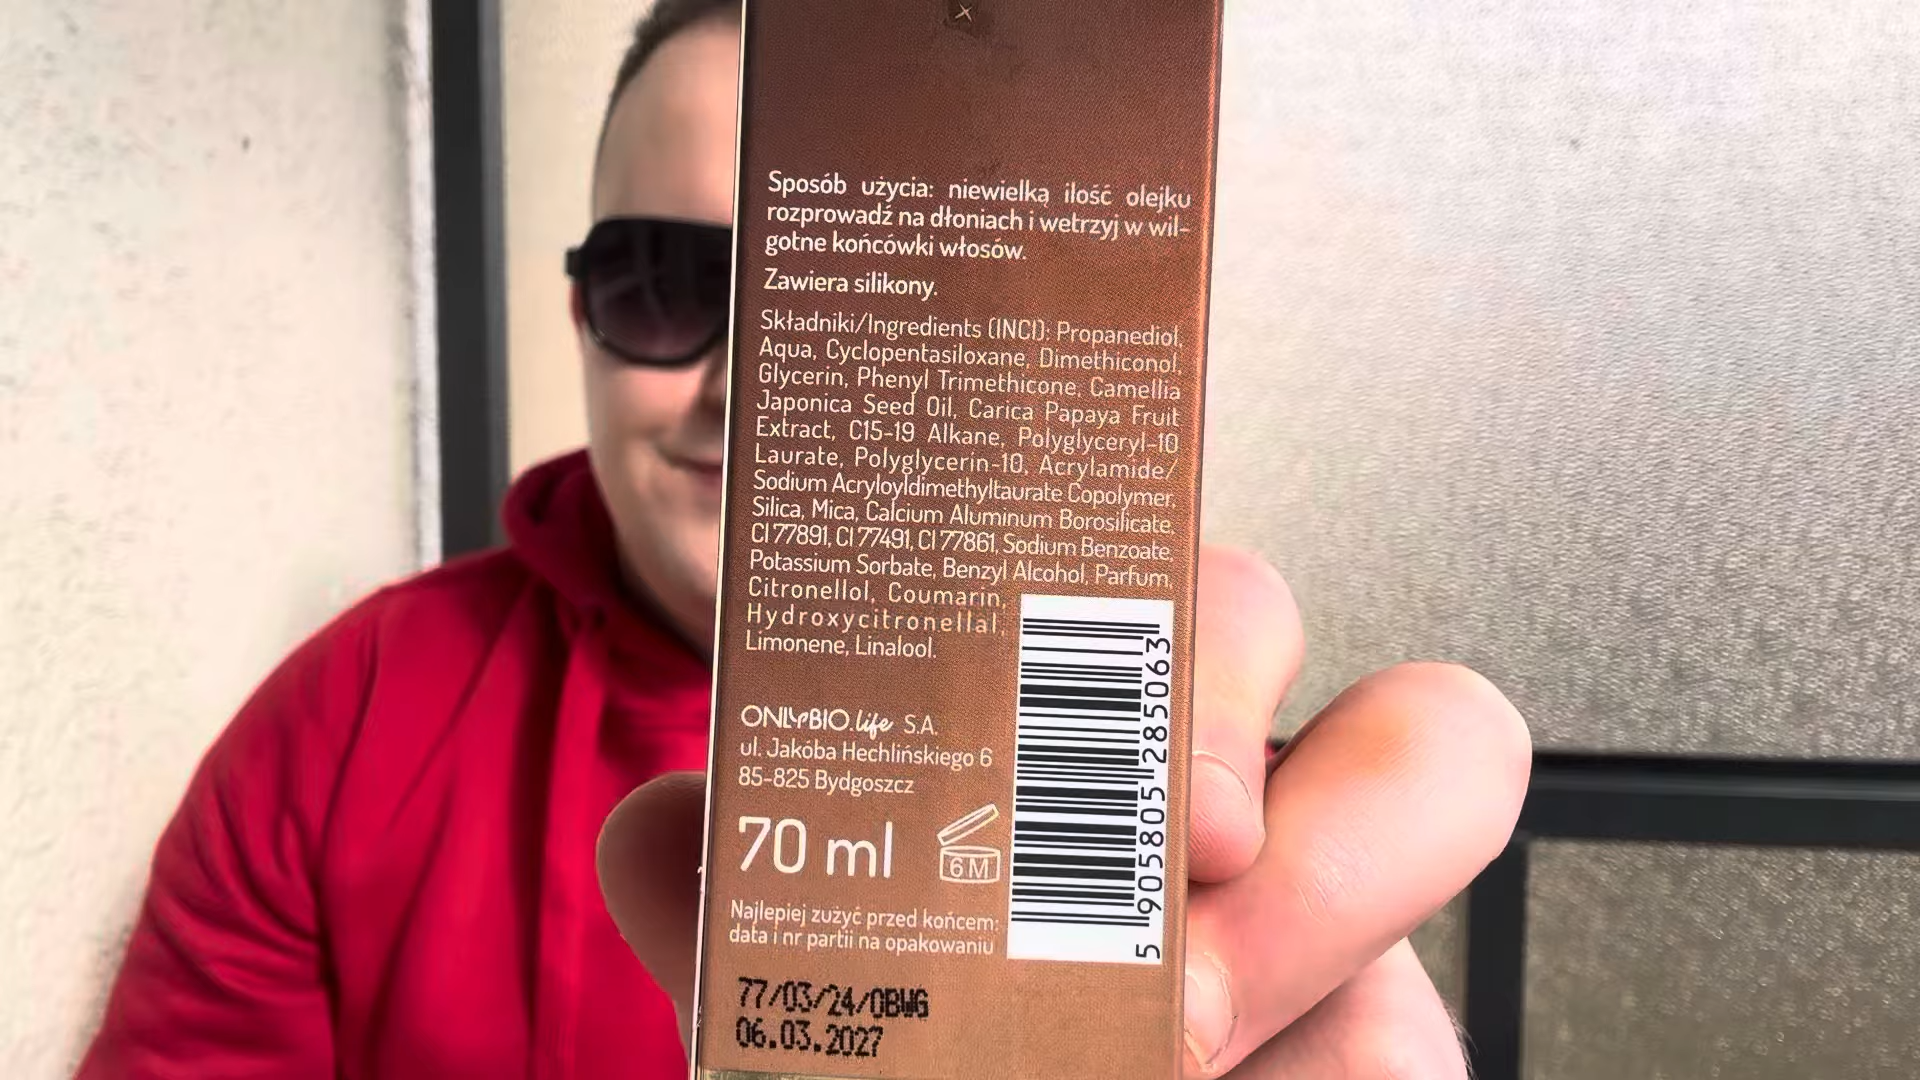 Sposób użycia: niewielką ilość olejku
rozprowadź na dłoniach i wetrzyj w wil-
gotne końcówki włosów.
Zawiera silikony.
Składniki/Ingredients (INCI): Propanediol,
Aqua, Cyclopentasiloxane, Dimethiconol,
Glycerin, Phenyl Trimethicone, Camellia
Japonica Seed Oil, Carica Papaya Fruit
Extract, C15-19 Alkane, Polyglyceryl-10
Laurate, Polyglycerin-10, Acrylamide/
Sodium Acryloyldimethyltaurate Copolymer,
Silica, Mica, Calcium Aluminum Borosilicate,
CI 77891, CI 77491, CI 77861, Sodium Benzoate,
Potassium Sorbate, Benzyl Alcohol, Parfum,
Citronellol, Coumarin,
Hydroxycitronellal,
Limonene, Linalool.
ONLYBIO.life S.A.
ul. Jakóba Hechlińskiego 6
85-825 Bydgoszcz
70 ml
6M
Najlepiej zużyć przed końcem:
data i nr partii na opakowaniu
77/03/24/0BWG
06.03.2027
5 905805 285063